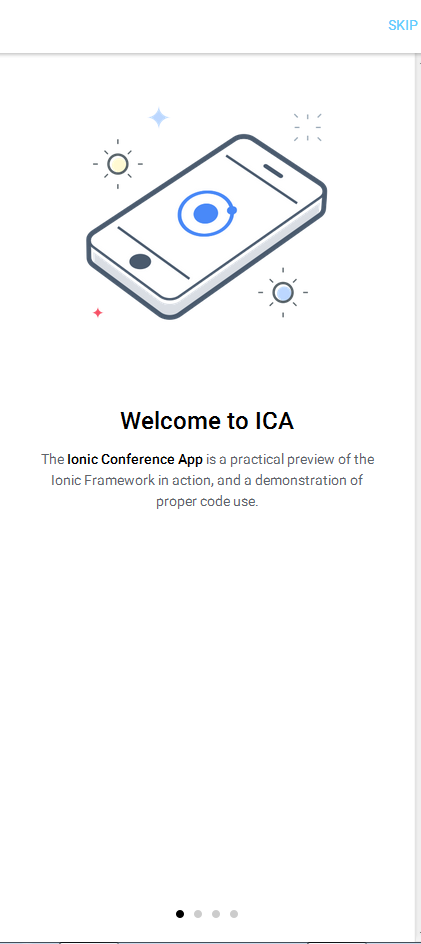 SKIP
Welcome to ICA
The Ionic Conference App is a practical preview of the
Ionic Framework in action, and a demonstration of
proper code use.